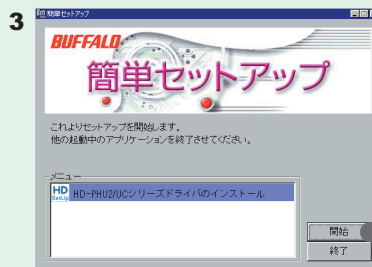 3
簡単セットアップ
BUFFALO
簡単セットアップ
これよりセットアップを開始します。
他の起動中のアプリケーションを終了させてください。
メニュー
HD
SetUp
HD-PHU2/UCシリーズドライバのインストール
開始
終了